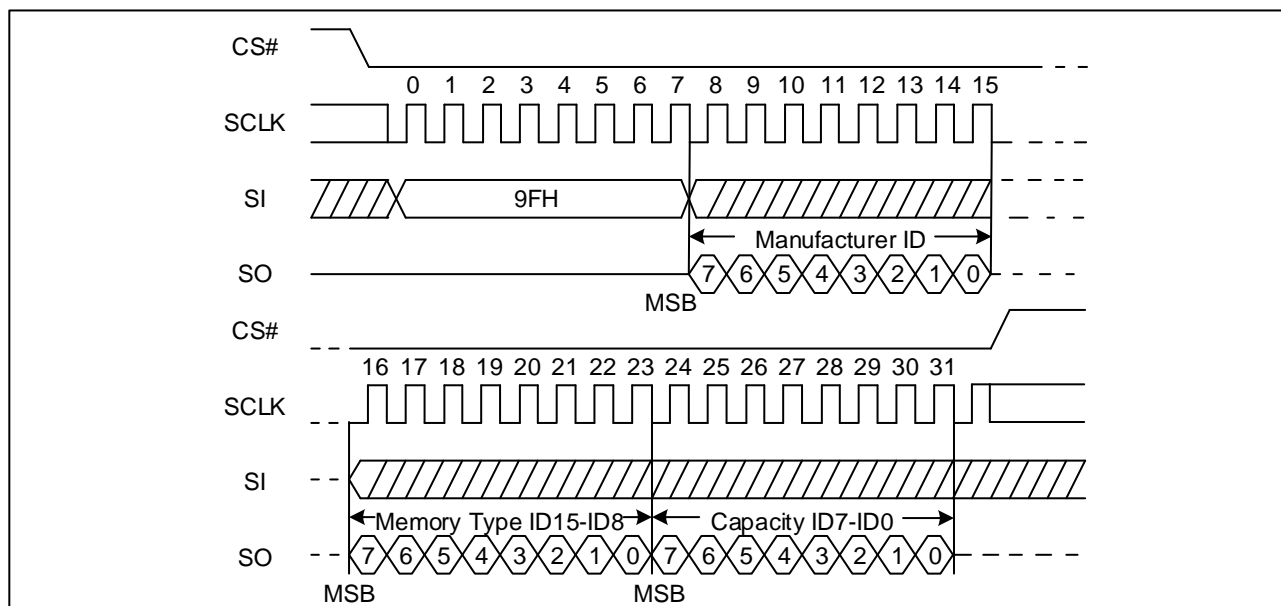 CS#
0 1 2 3 4 5 6 7 8 9 10 11 12 13 14 15
SCLK
SI 9FH
Manufacturer ID
SO 7 6 5 4 3 2 1 0
MSB
CS#
16 17 18 19 20 21 22 23 24 25 26 27 28 29 30 31
SCLK
SI
Memory Type ID15-ID8 Capacity ID7-ID0
SO 7 6 5 4 3 2 1 0 7 6 5 4 3 2 1 0
MSB MSB